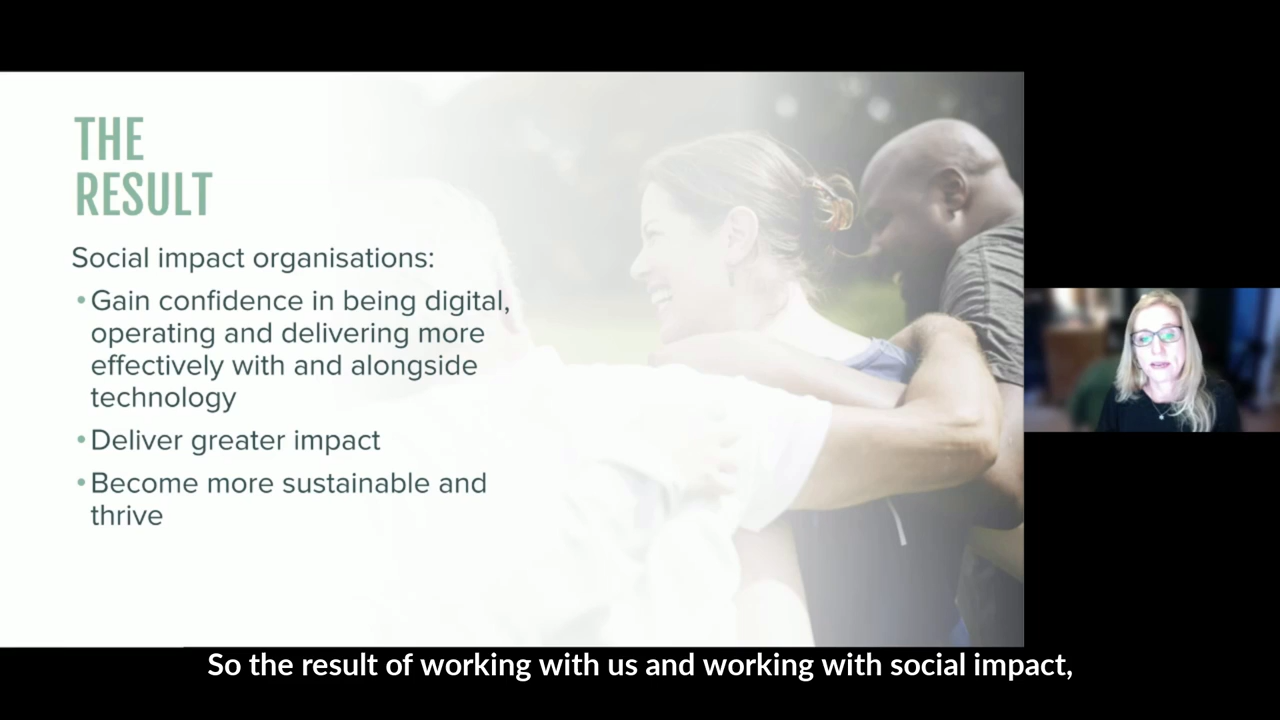 THE
RESULT
Social impact organisations:
•Gain confidence in being digital,
operating and delivering more
effectively with and alongside
technology
•Deliver greater impact
•Become more sustainable and
thrive
So the result of working with us and working with social impact,